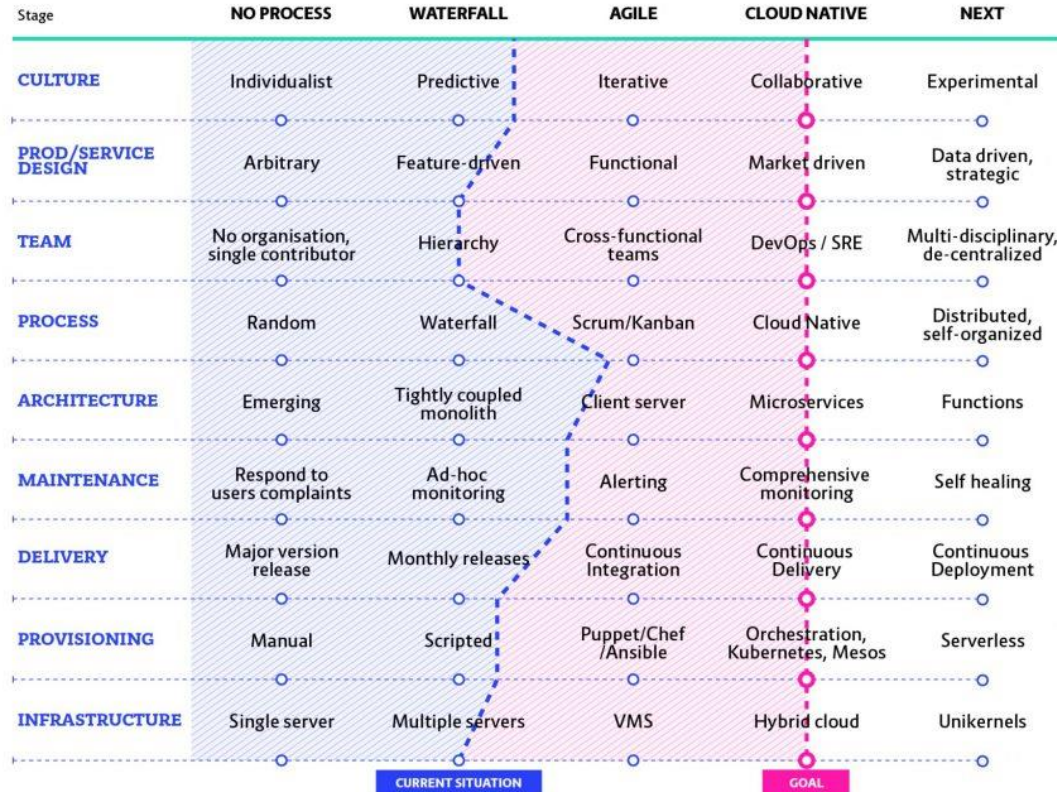 Stage NO PROCESS WATERFALL AGILE CLOUD NATIVE NEXT
CULTURE Individualist Predictive Iterative Collaborative Experimental
PROD/SERVICE
DESIGN
Arbitrary Feature-driven Functional Market driven
Data driven,
strategic
TEAM
No organisation,
single contributor
Hierarchy
Cross-functional
teams
DevOps / SRE
Multi-disciplinary,
de-centralized
PROCESS Random Waterfall Scrum/Kanban Cloud Native
Distributed,
self-organized
ARCHITECTURE Emerging
Tightly coupled
monolith
Client server Microservices Functions
MAINTENANCE
Respond to
users complaints
Ad-hoc
monitoring
Alerting
Comprehensive
monitoring
Self healing
DELIVERY
Major version
release
Monthly releases
Continuous
Integration
Continuous
Delivery
Continuous
Deployment
PROVISIONING Manual Scripted
Puppet/Chef
/Ansible
Orchestration,
Kubernetes, Mesos
Serverless
INFRASTRUCTURE Single server Multiple servers VMS Hybrid cloud Unikernels
CURRENT SITUATION GOAL